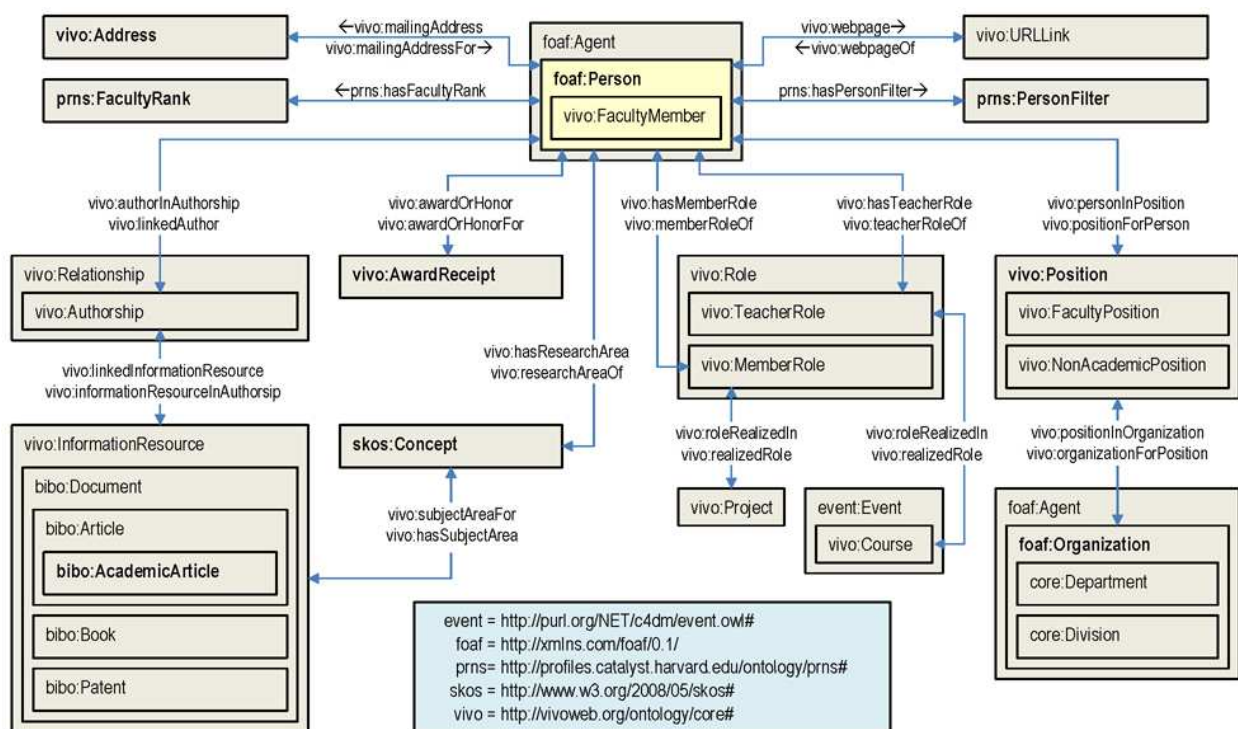 vivo:Address
←vivo:mailingAddress
vivo:mailingAddressFor→
foaf:Agent
foaf:Person
vivo:FacultyMember
vivo:webpage→
←vivo:webpageOf
vivo:URLLink
prns:FacultyRank
←prns:hasFacultyRank
prns:hasPersonFilter→
prns:PersonFilter
vivo:authorInAuthorship
vivo:linkedAuthor
vivo:awardOrHonor
vivo:awardOrHonorFor
vivo:hasMemberRole
vivo:memberRoleOf
vivo:hasTeacherRole
vivo:teacherRoleOf
vivo:personInPosition
vivo:positionForPerson
vivo:Relationship
vivo:Authorship
vivo:AwardReceipt
vivo:Role
vivo:TeacherRole
vivo:MemberRole
vivo:Position
vivo:FacultyPosition
vivo:NonAcademicPosition
vivo:linkedInformationResource
vivo:informationResourceInAuthorsip
vivo:hasResearchArea
vivo:researchAreaOf
vivo:InformationResource
bibo:Document
bibo:Article
bibo:AcademicArticle
bibo:Book
bibo:Patent
skos:Concept
vivo:subjectAreaFor
vivo:hasSubjectArea
vivo:roleRealizedIn
vivo:realizedRole
vivo:roleRealizedIn
vivo:realizedRole
vivo:positionInOrganization
vivo:organizationForPosition
vivo:Project
event:Event
vivo:Course
foaf:Agent
foaf:Organization
core:Department
core:Division
event = http://purl.org/NET/c4dm/event.owl#
foaf = http://xmlns.com/foaf/0.1/
prns= http://profiles.catalyst.harvard.edu/ontology/prns#
skos = http://www.w3.org/2008/05/skos#
vivo = http://vivoweb.org/ontology/core#